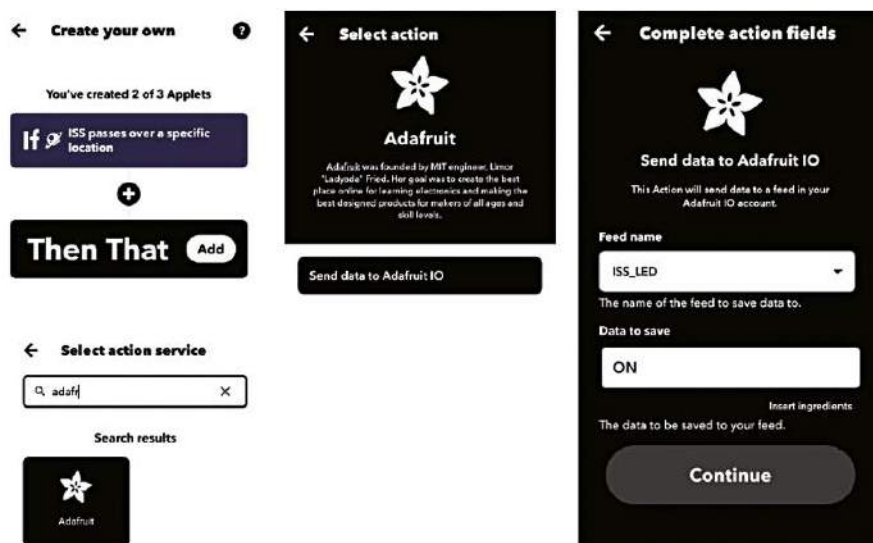 Create your own
?
You've created 2 of 3 Applets
If ISS passes over a specific
location
Then That Add
Select action service
adafr
Search results
Adafruit
Select action
Adafruit
Adafruit was founded by MIT engineer, Limor
"Ladyada" Fried. Her goal was to create the best
place online for learning electronics and making the
best designed products for makers of all ages and
skill levels.
Send data to Adafruit IO
Complete action fields
Send data to Adafruit IO
This Action will send data to a feed in your
Adafruit IO account.
Feed name
ISS_LED
The name of the feed to save data to.
Data to save
ON
Insert ingredients
The data to be saved to your feed.
Continue